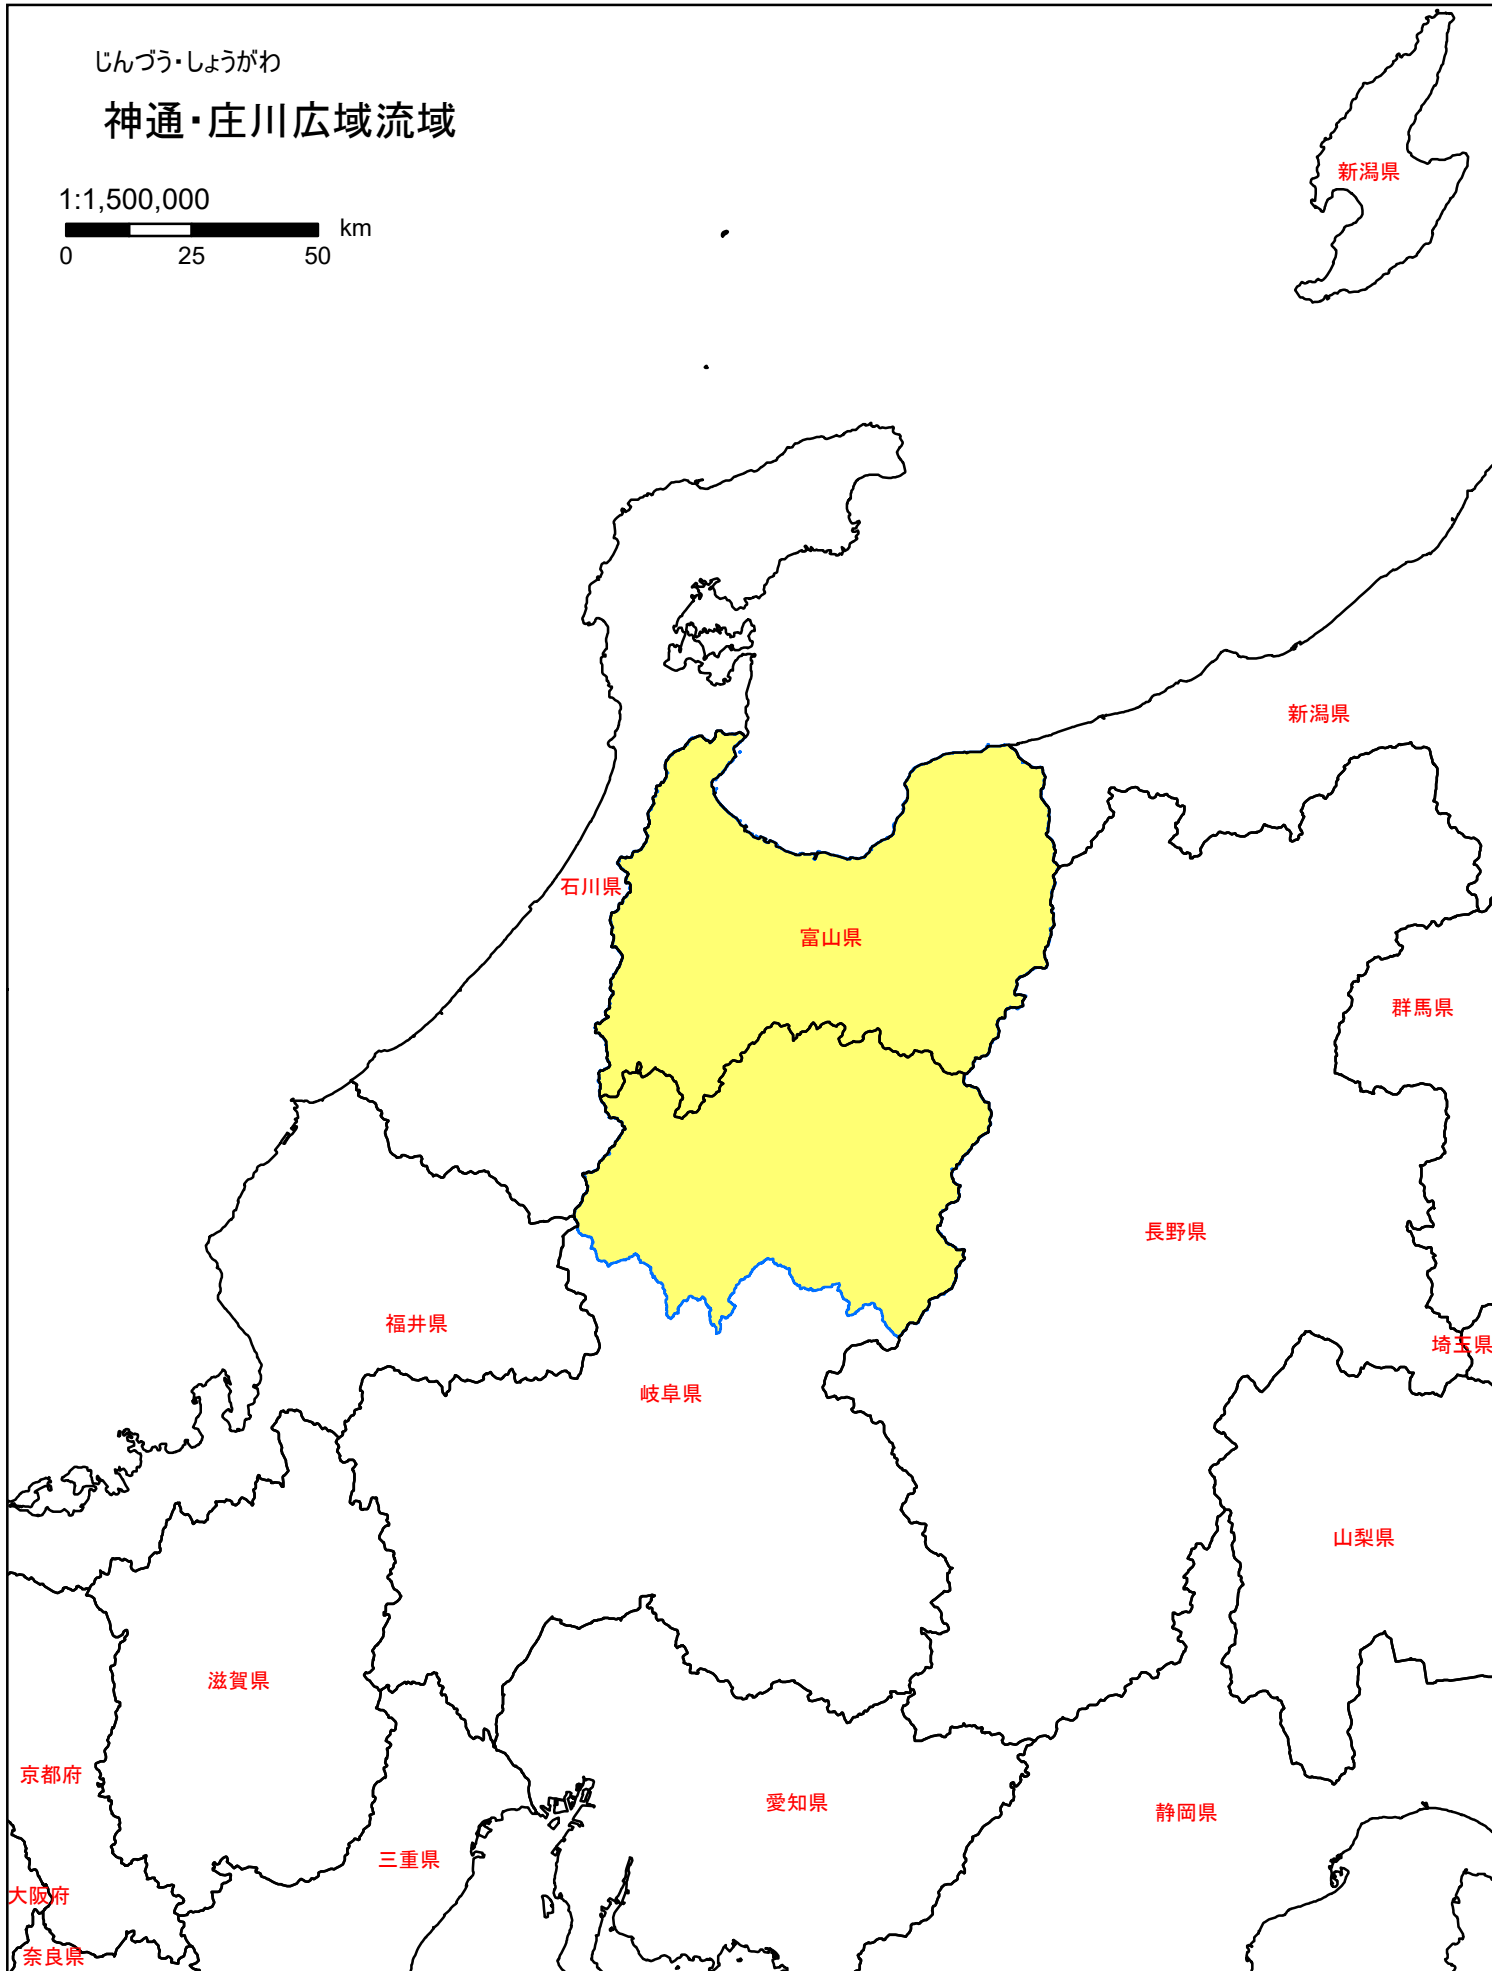 じんづう・しょうがわ
神通・庄川広域流域
1:1,500,000
km
0 25 50
新潟県
新潟県
石川県
富山県
群馬県
長野県
福井県
埼玉県
岐阜県
山梨県
滋賀県
京都府
愛知県
静岡県
三重県
大阪府
奈良県